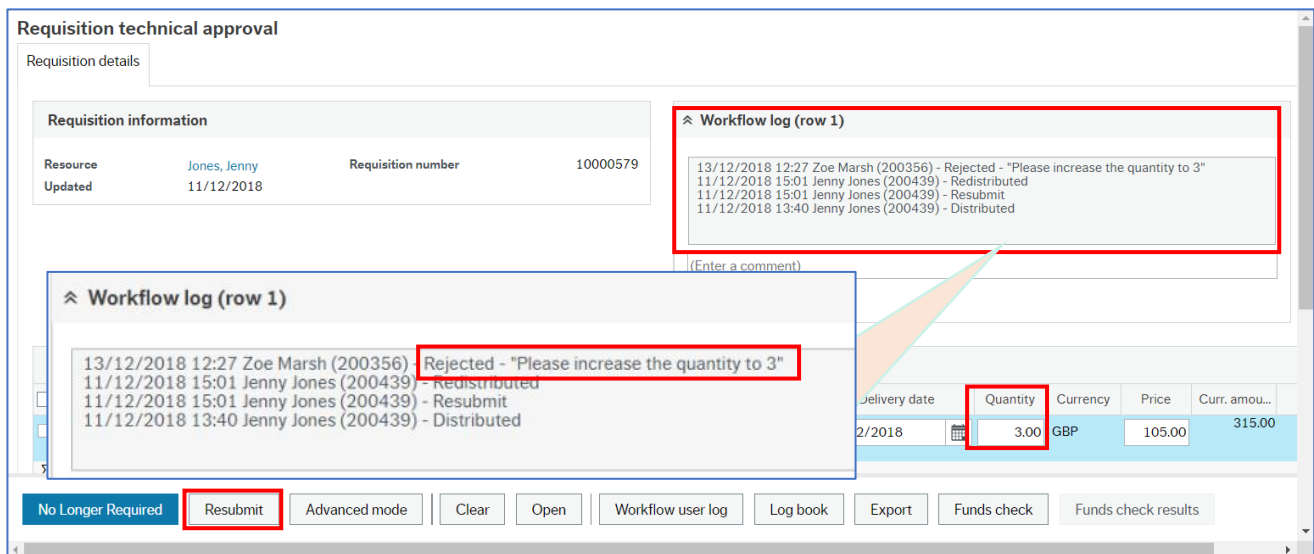 Requisition technical approval
Requisition details
Requisition information
Resource Jones, Jenny Requisition number 10000579
Updated 11/12/2018
Workflow log (row 1)
13/12/2018 12:27 Zoe Marsh (200356) - Rejected - "Please increase the quantity to 3"
11/12/2018 15:01 Jenny Jones (200439) - Redistributed
11/12/2018 15:01 Jenny Jones (200439) - Resubmit
11/12/2018 13:40 Jenny Jones (200439) - Distributed
(Enter a comment)
Workflow log (row 1)
13/12/2018 12:27 Zoe Marsh (200356) - Rejected - "Please increase the quantity to 3"
11/12/2018 15:01 Jenny Jones (200439) - Redistributed
11/12/2018 15:01 Jenny Jones (200439) - Resubmit
11/12/2018 13:40 Jenny Jones (200439) - Distributed
Delivery date Quantity Currency Price Curr. amou...
2/2018 3.00 GBP 105.00 315.00
Σ
No Longer Required Resubmit Advanced mode Clear Open Workflow user log Log book Export Funds check Funds check results